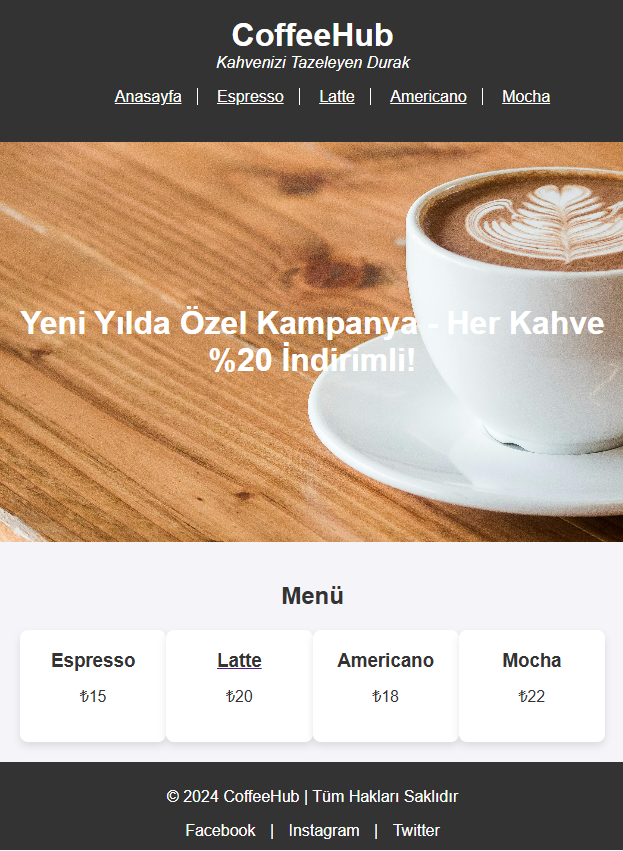 CoffeeHub
Kahvenizi Tazeleyen Durak
Anasayfa | Espresso | Latte | Americano | Mocha
Yeni Yılda Özel Kampanya - Her Kahve
%20 İndirimli!
Menü
Espresso Latte Americano Mocha
₺15 ₺20 ₺18 ₺22
© 2024 CoffeeHub | Tüm Hakları Saklıdır
Facebook | Instagram | Twitter